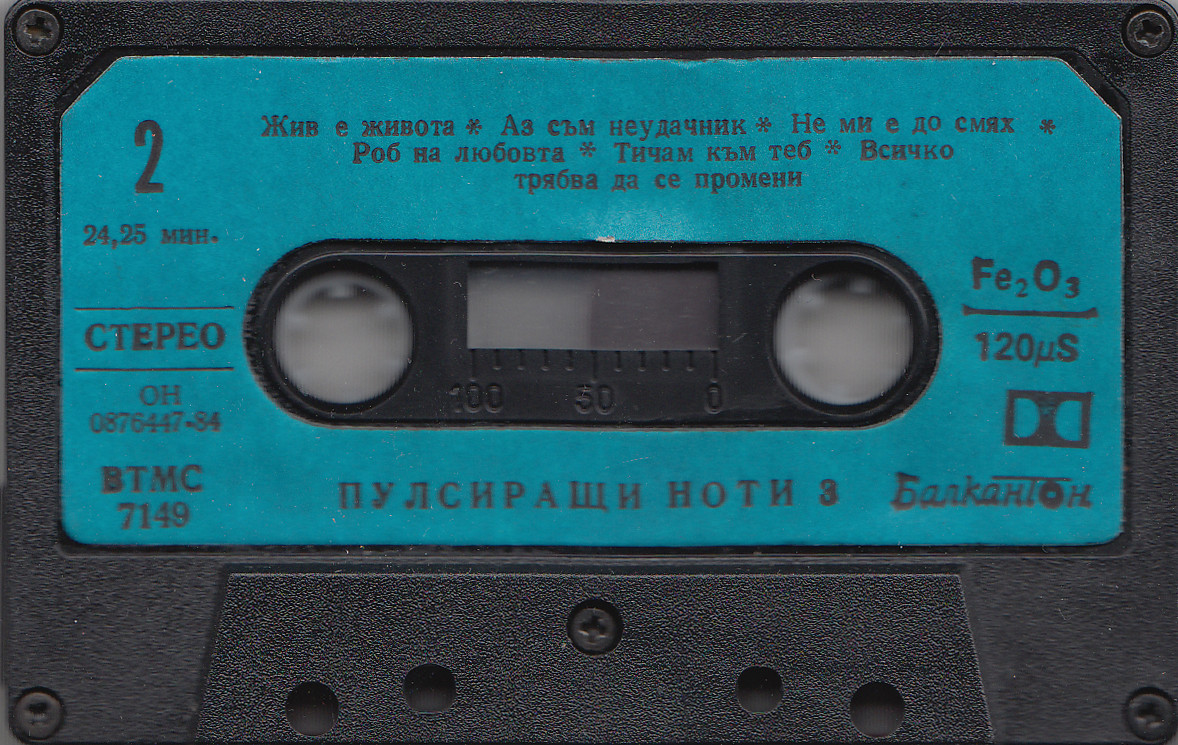 2
Жив е живота * Аз съм неудачник * Не ми е до смях *
Роб на любовта * Тичам към теб * Всичко
трябва да се промени
24,25 мин.
СТЕРЕО
ОН
0876447-84
ВТМС
7149
100 50 0
Fe₂O₃
120µS
ПУЛСИРАЩИ НОТИ 3
Балкантон